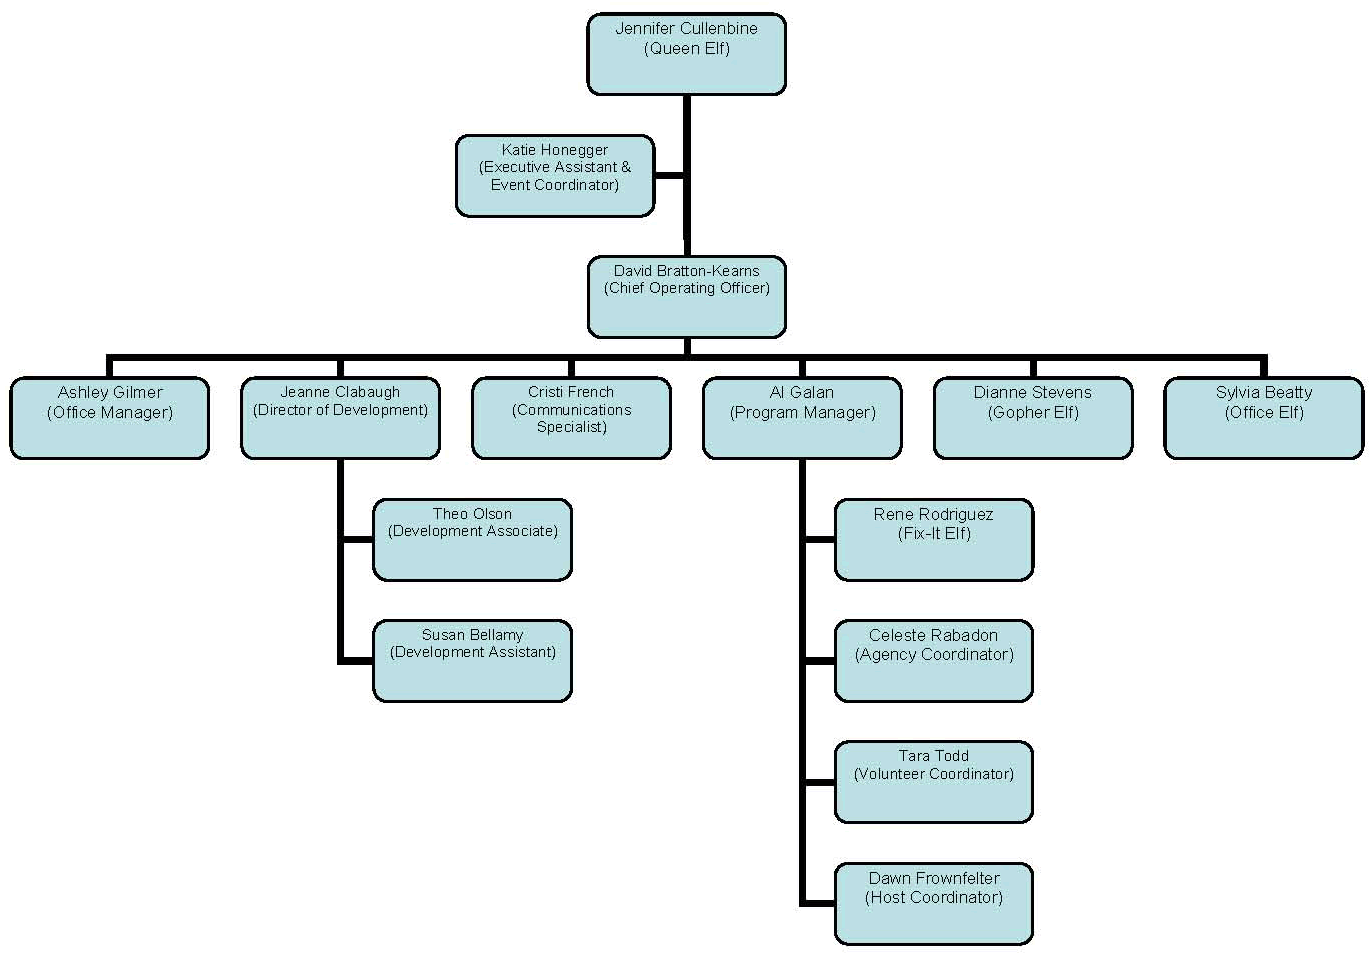 Jennifer Cullenbine
(Queen Elf)
Katie Honegger
(Executive Assistant &
Event Coordinator)
David Bratton-Kearns
(Chief Operating Officer)
Ashley Gilmer
(Office Manager)
Jeanne Clabaugh
(Director of Development)
Cristi French
(Communications
Specialist)
Al Galan
(Program Manager)
Dianne Stevens
(Gopher Elf)
Sylvia Beatty
(Office Elf)
Theo Olson
(Development Associate)
Susan Bellamy
(Development Assistant)
Rene Rodriguez
(Fix-It Elf)
Celeste Rabadon
(Agency Coordinator)
Tara Todd
(Volunteer Coordinator)
Dawn Frownfelter
(Host Coordinator)